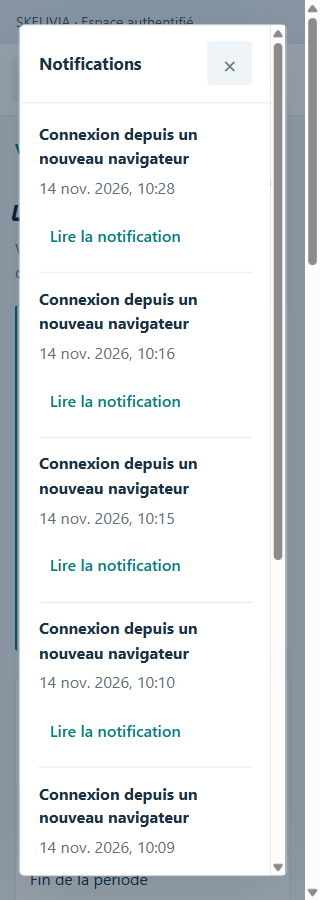 SKEUVIA · Espace authentifié
Notifications
×
Connexion depuis un
nouveau navigateur
14 nov. 2026, 10:28
Lire la notification
Connexion depuis un
nouveau navigateur
14 nov. 2026, 10:16
Lire la notification
Connexion depuis un
nouveau navigateur
14 nov. 2026, 10:15
Lire la notification
Connexion depuis un
nouveau navigateur
14 nov. 2026, 10:10
Lire la notification
Connexion depuis un
nouveau navigateur
14 nov. 2026, 10:09
Fin de la période